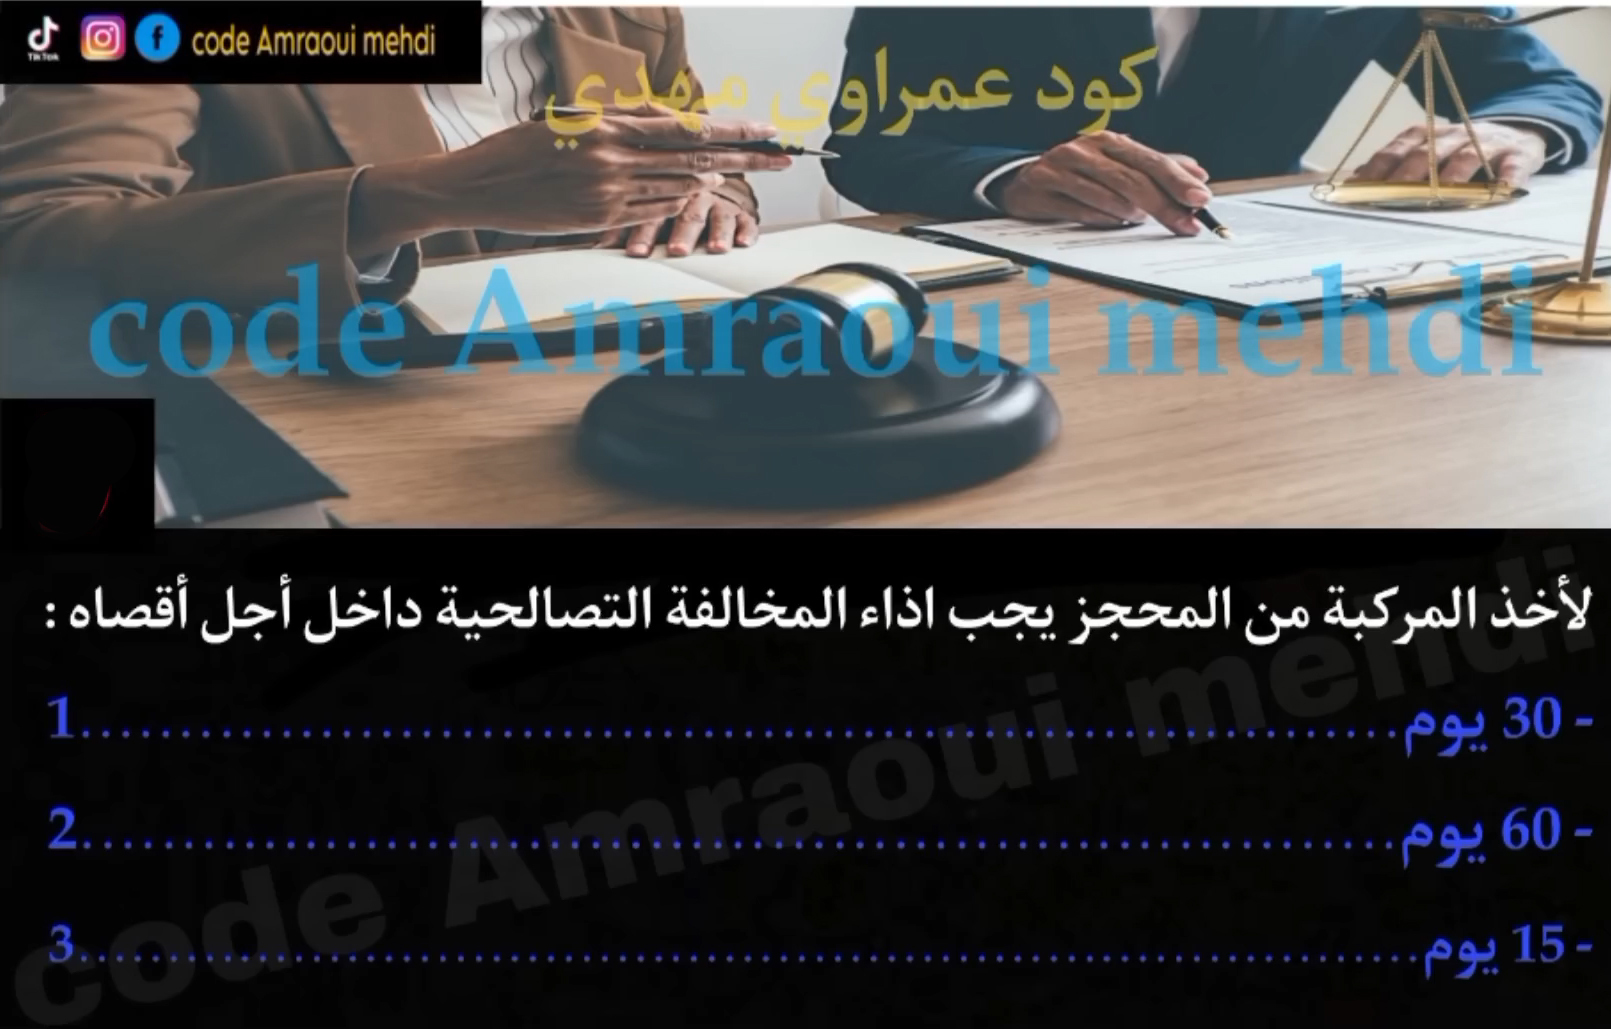 TikTok
code Amraoui mehdi
كود عمراوي مهدي
code Amraoui mehdi
لأخذ المركبة من المحجز يجب اذاء المخالفة التصالحية داخل أجل أقصاه :
- 30 يوم............................................................1
- 60 يوم............................................................2
- 15 يوم............................................................3
code Amraoui mehdi